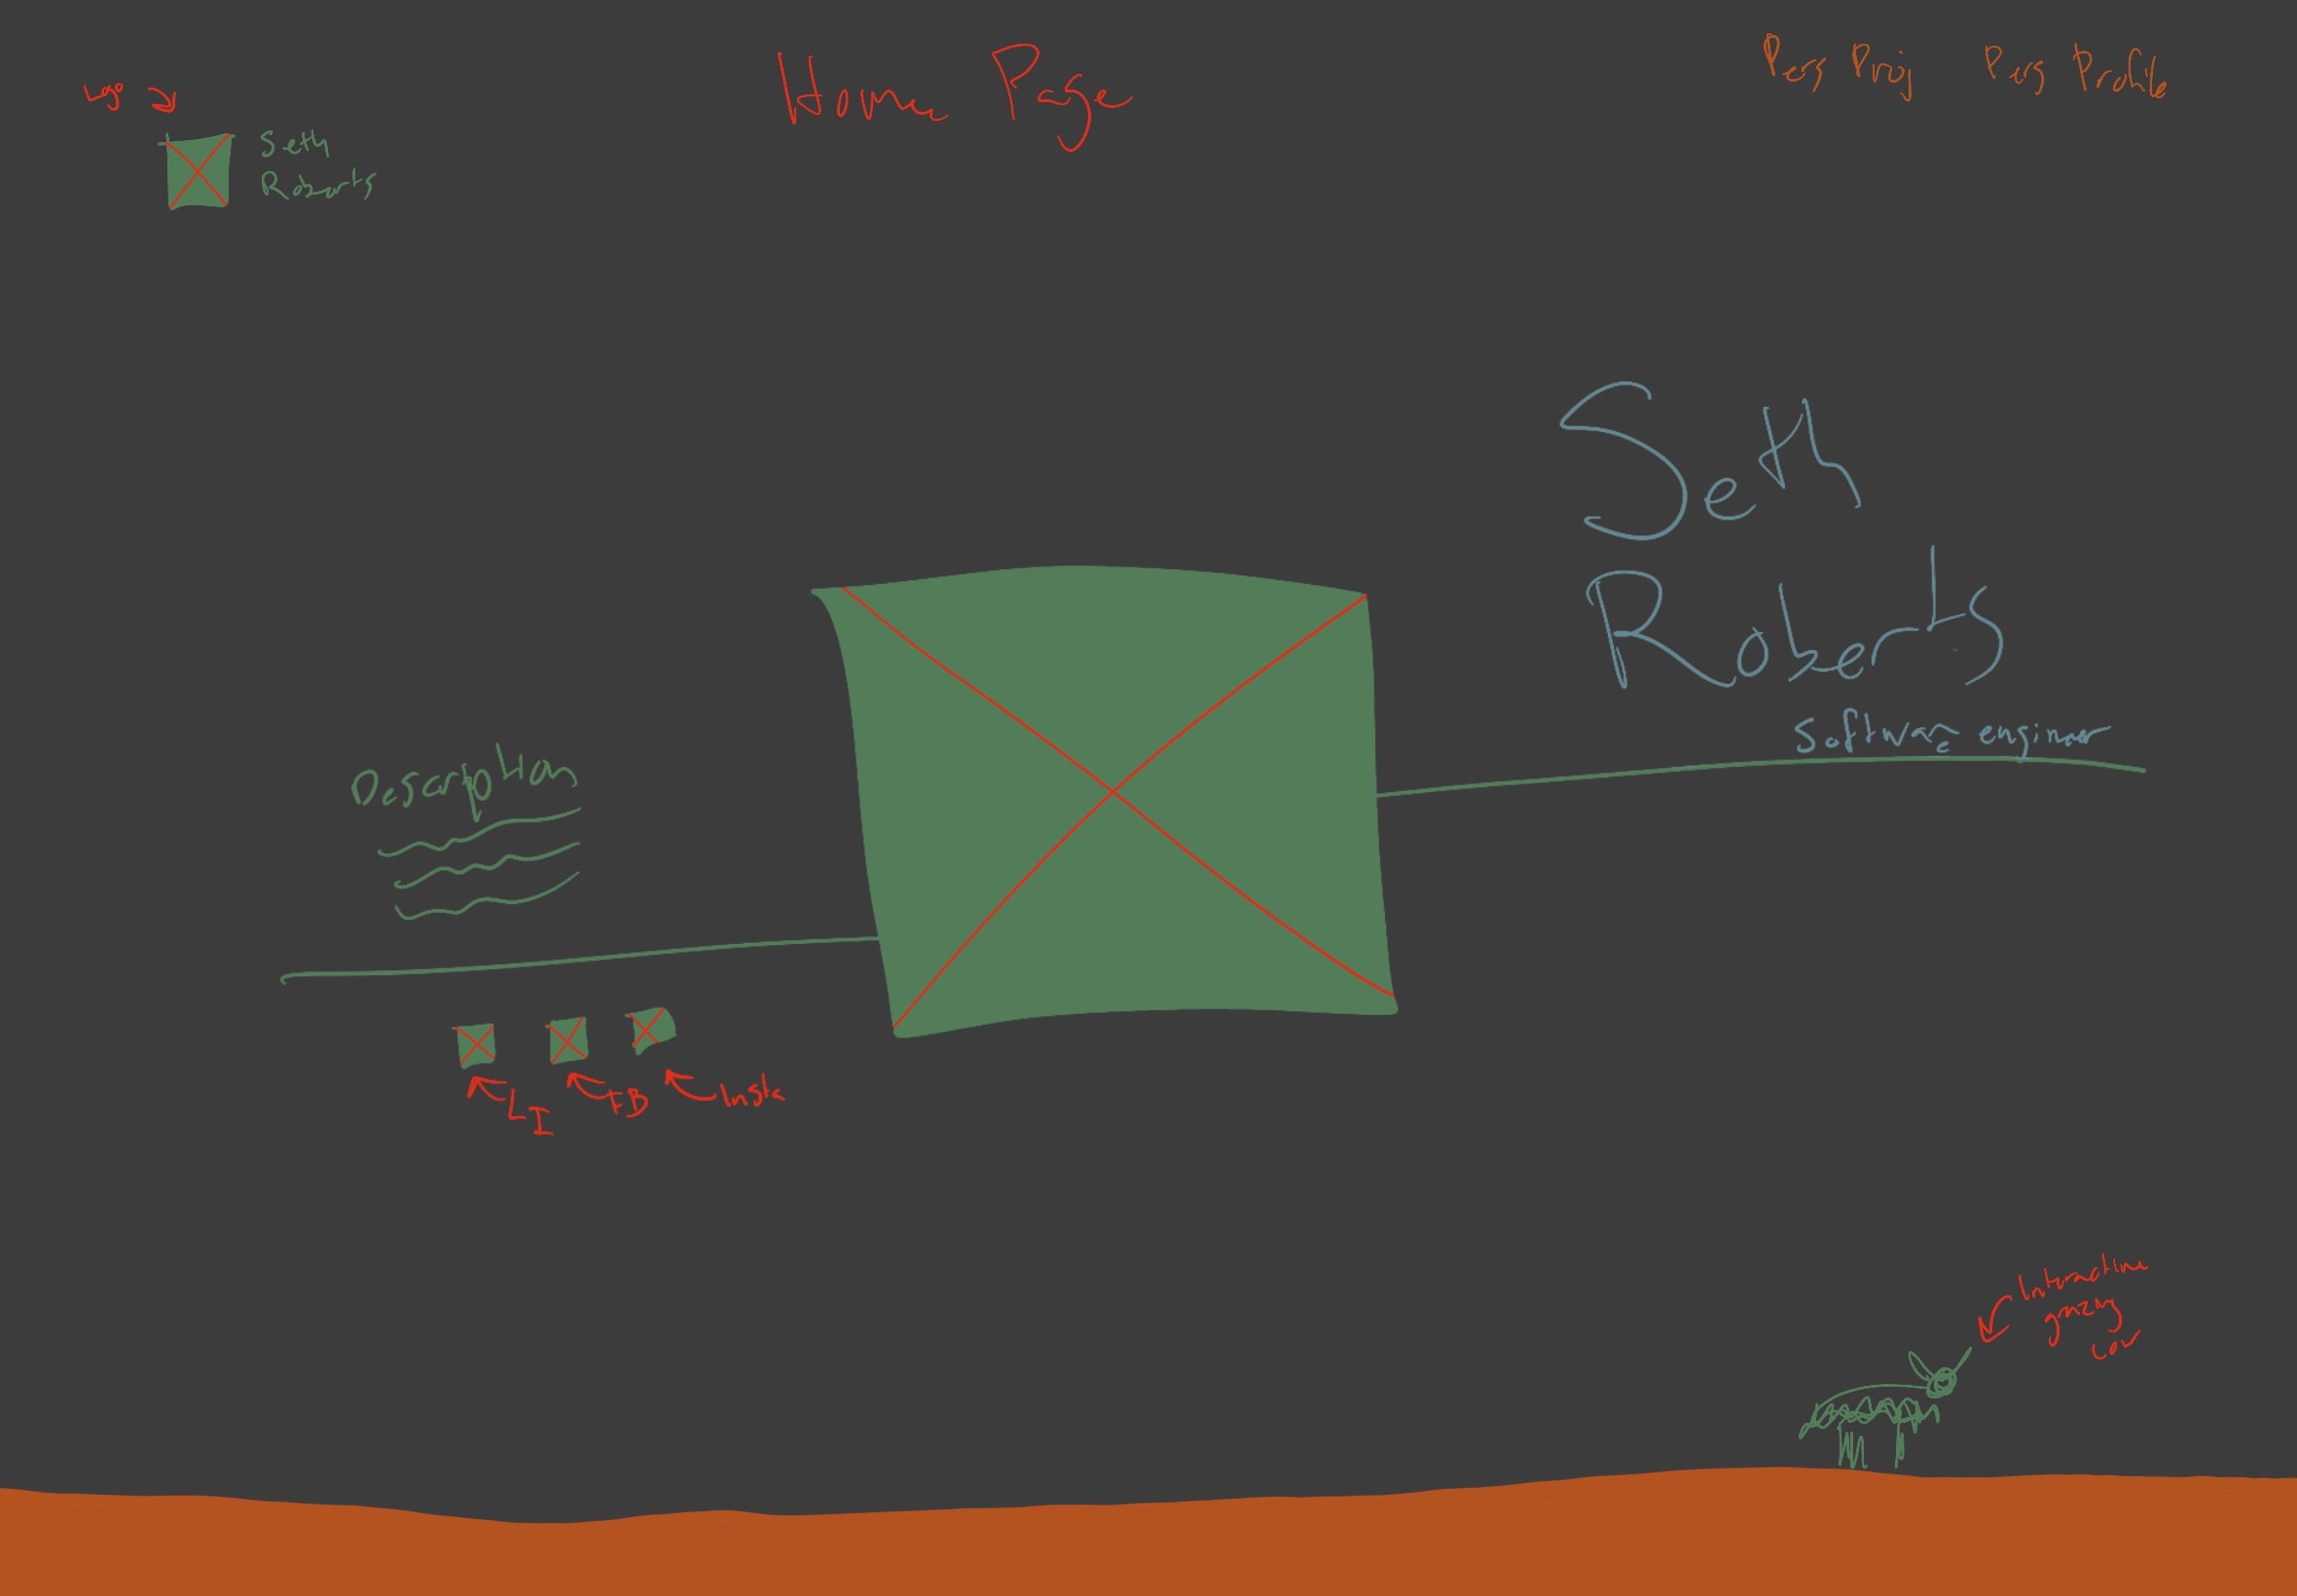 Home Page
Pers Proj Pers Profile
Logo
Seth
Roberts
Seth
Roberts
Software engineer
Description
LI
FB
Insta
Interactive
grazing
cow